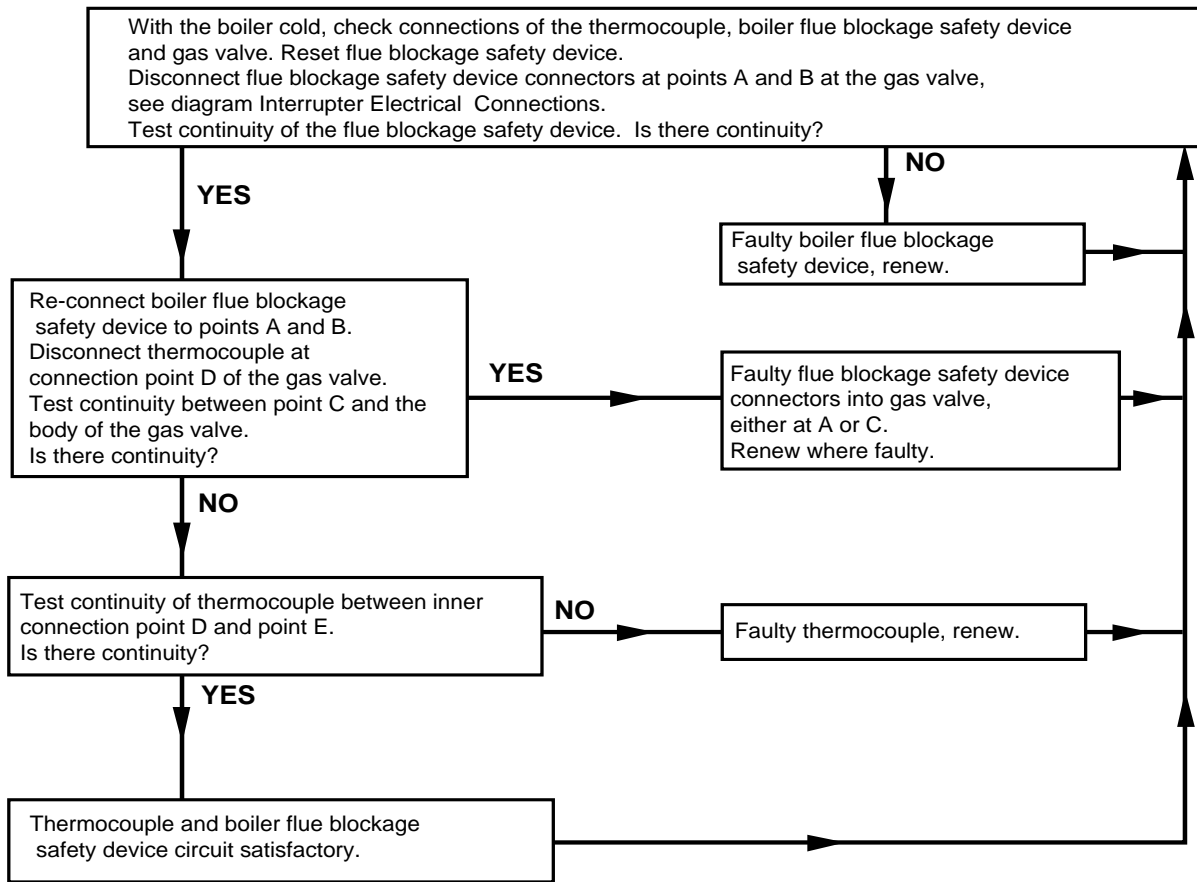 With the boiler cold, check connections of the thermocouple, boiler flue blockage safety device
and gas valve. Reset flue blockage safety device.
Disconnect flue blockage safety device connectors at points A and B at the gas valve,
see diagram Interrupter Electrical Connections.
Test continuity of the flue blockage safety device. Is there continuity?
YES
NO
Faulty boiler flue blockage
safety device, renew.
Re-connect boiler flue blockage
safety device to points A and B.
Disconnect thermocouple at
connection point D of the gas valve.
Test continuity between point C and the
body of the gas valve.
Is there continuity?
YES
Faulty flue blockage safety device
connectors into gas valve,
either at A or C.
Renew where faulty.
NO
Test continuity of thermocouple between inner
connection point D and point E.
Is there continuity?
NO
Faulty thermocouple, renew.
YES
Thermocouple and boiler flue blockage
safety device circuit satisfactory.